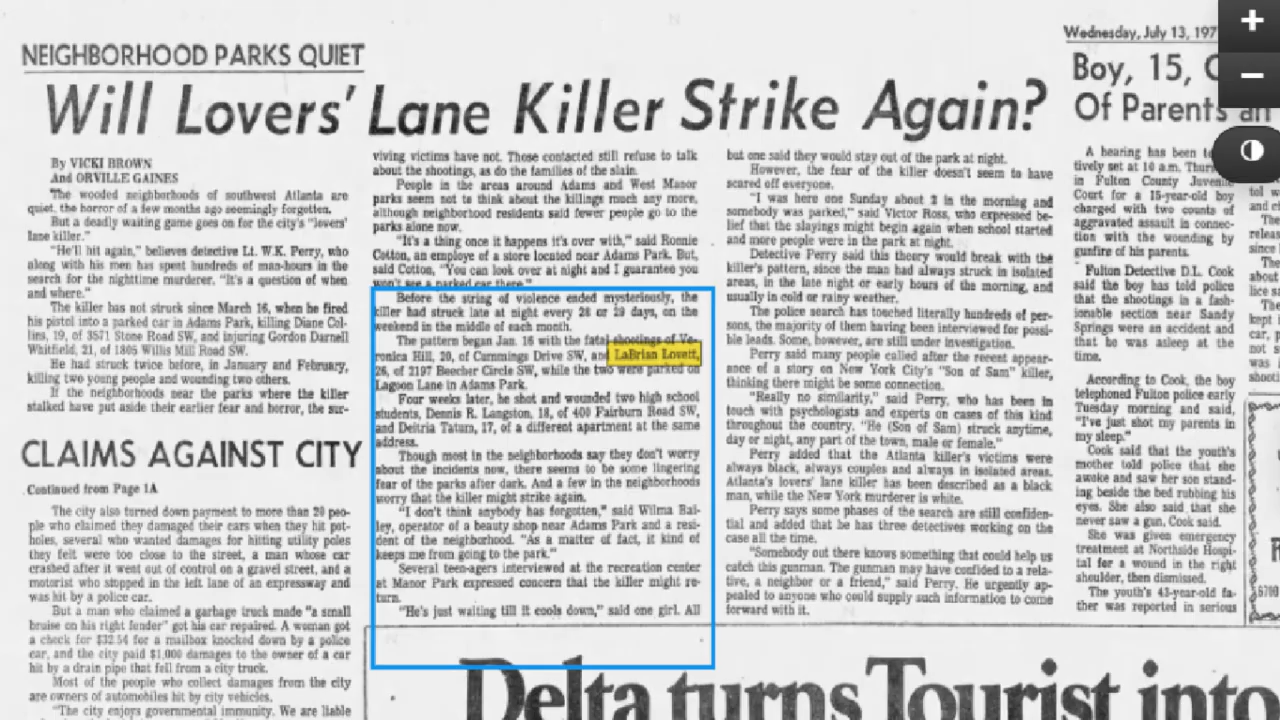 NEIGHBORHOOD PARKS QUIET
Will Lovers' Lane Killer Strike Again?
By VICKI BROWN
And ORVILLE GAINES
The wooded neighborhoods of southwest Atlanta are
quiet, the horror of a few months ago seemingly forgotten.
But a deadly waiting game goes on for the city's "lovers'
lane killer."
"He'll hit again," believes detective Lt. W.K. Perry, who
along with his men has spent hundreds of man-hours in the
search for the nighttime murderer. "It's a question of when
and where."
The killer has not struck since March 16, when he fired
his pistol into a parked car in Adams Park, killing Diane Col-
lins, 19, of 3571 Stone Road SW, and injuring Gordon Darnell
Whitfield, 21, of 1805 Willis Mill Road SW.
He had struck twice before, in January and February,
killing two young people and wounding two others.
If the neighborhoods near the parks where the killer
stalked have put aside their earlier fear and horror, the sur-
viving victims have not. Those contacted still refuse to talk
about the shootings, as do the families of the slain.
People in the areas around Adams and West Manor
parks seem not to think about the killings much any more,
although neighborhood residents said fewer people go to the
parks alone now.
"It's a thing once it happens it's over with," said Ronnie
Cotton, an employe of a store located near Adams Park. But,
said Cotton, "You can look over at night and I guarantee you
won't see a parked car there."
Before the string of violence ended mysteriously, the
killer had struck late at night every 28 or 29 days, on the
weekend in the middle of each month.
The pattern began Jan. 16 with the fatal shootings of Ve-
ronica Hill, 20, of Cummings Drive SW, and LaBrian Lovett,
26, of 2197 Beecher Circle SW, while the two were parked on
Lagoon Lane in Adams Park.
Four weeks later, he shot and wounded two high school
students, Dennis R. Langston, 18, of 400 Fairburn Road SW,
and Deitria Tatum, 17, of a different apartment at the same
address.
Though most in the neighborhoods say they don't worry
about the incidents now, there seems to be some lingering
fear of the parks after dark. And a few in the neighborhoods
worry that the killer might strike again.
"I don't think anybody has forgotten," said Wilma Bai-
ley, operator of a beauty shop near Adams Park and a resi-
dent of the neighborhood. "As a matter of fact, it kind of
keeps me from going to the park."
Several teen-agers interviewed at the recreation center
at Manor Park expressed concern that the killer might re-
turn.
"He's just waiting till it cools down," said one girl. All
but one said they would stay out of the park at night.
However, the fear of the killer doesn't seem to have
scared off everyone.
"I was here one Sunday about 2 in the morning and
somebody was parked," said Victor Ross, who expressed be-
lief that the slayings might begin again when school started
and more people were in the park at night.
Detective Perry said this theory would break with the
killer's pattern, since the man had always struck in isolated
areas, in the late night or early hours of the morning, and
usually in cold or rainy weather.
The police search has touched literally hundreds of per-
sons, the majority of them having been interviewed for possi-
ble leads. Some, however, are still under investigation.
Perry said many people called after the recent appear-
ance of a story on New York City's "Son of Sam" killer,
thinking there might be some connection.
"Really no similarity," said Perry, who has been in
touch with psychologists and experts on cases of this kind
throughout the country. "He (Son of Sam) struck anytime,
day or night, any part of the town, male or female."
Perry added that the Atlanta killer's victims were
always black, always couples and always in isolated areas.
Atlanta's lovers' lane killer has been described as a black
man, while the New York murderer is white.
Perry says some phases of the search are still confiden-
tial and added that he has three detectives working on the
case all the time.
"Somebody out there knows something that could help us
catch this gunman. The gunman may have confided to a rela-
tive, a neighbor or a friend," said Perry. He urgently ap-
pealed to anyone who could supply such information to come
forward with it.
CLAIMS AGAINST CITY
Continued from Page 1A
The city also turned down payment to more than 20 peo-
ple who claimed they damaged their cars when they hit pot-
holes, several who wanted damages for hitting utility poles
they felt were too close to the street, a man whose car
crashed after it went out of control on a gravel street, and a
motorist who stopped in the left lane of an expressway and
was hit by a police car.
But a man who claimed a garbage truck made "a small
bruise on his right fender" got his car repaired. A woman got
a check for $32.54 for a mailbox knocked down by a police
car, and the city paid $1,000 damages to the owner of a car
hit by a drain pipe that fell from a city truck.
Most of the people who collect damages from the city
are owners of automobiles hit by city vehicles.
"The city enjoys governmental immunity. We are liable
Wednesday, July 13, 197
Boy, 15, C
Of Parents an
A hearing has been
tively set at 10 a.m. Thurs
in Fulton County Juvenile
Court for a 15-year-old boy
charged with two counts of
aggravated assault in connec-
tion with the wounding by
gunfire of his parents.
Fulton Detective D.L. Cook
said the boy has told police
that the shootings in a fash-
ionable section near Sandy
Springs were an accident and
that he was asleep at the
time.
According to Cook, the boy
telephoned Fulton police early
Tuesday morning and said,
"I've just shot my parents in
my sleep."
Cook said that the youth's
mother told police that she
awoke and saw her son stand-
ing beside the bed rubbing his
eyes. She also said that she
never saw a gun, Cook said.
She was given emergency
treatment at Northside Hospi-
tal for a wound in the right
shoulder, then dismissed.
The youth's 45-year-old fa-
ther was reported in serious
Delta turns Tourist into